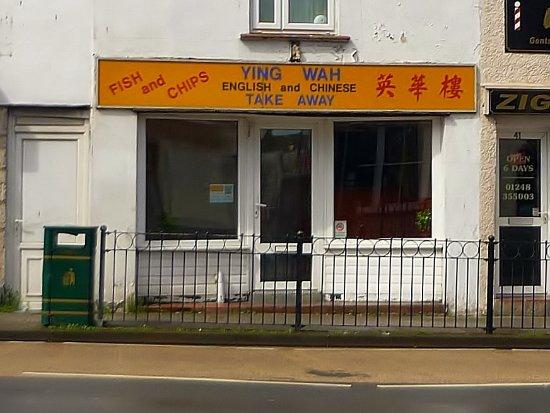 FISH and CHIPS
YING WAH
ENGLISH and CHINESE
TAKE AWAY
英華樓
ZIG
41
OPEN
6 DAYS
01248
355003